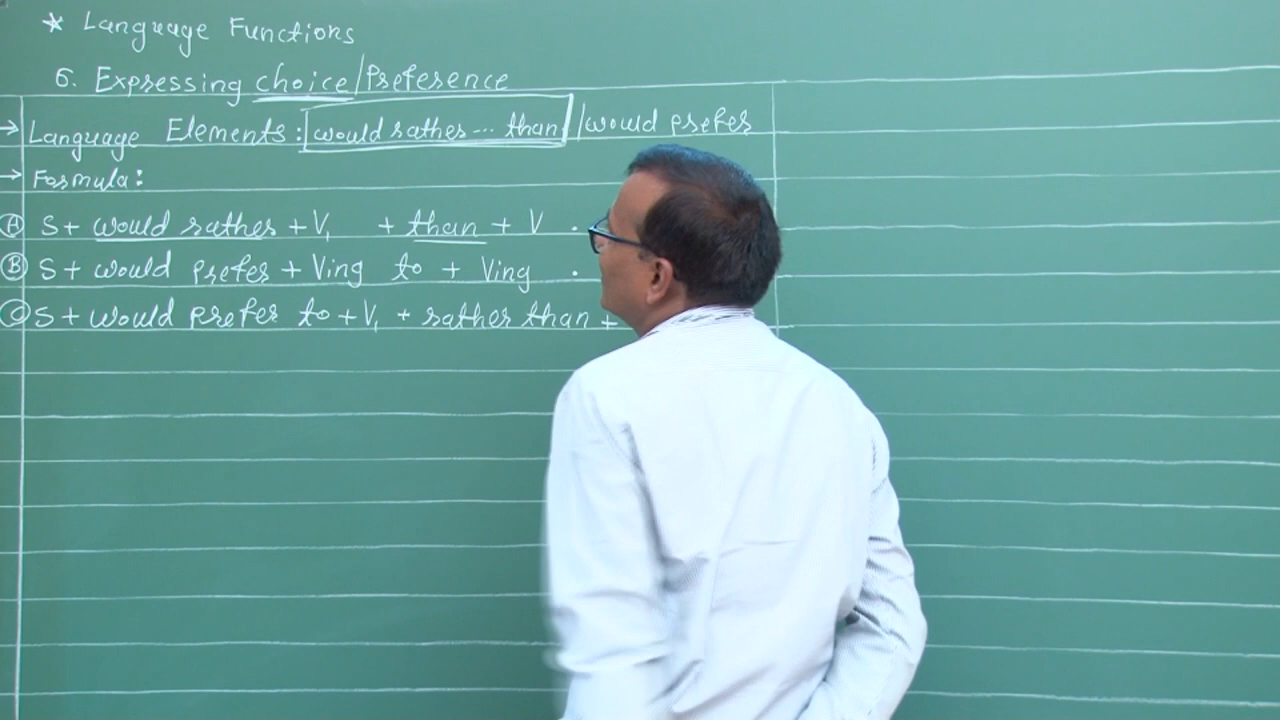 * Language Functions
6. Expressing choice/Preference
→ Language Elements: would rather... than/would prefer
→ Formula:
Ⓐ S+ would rather + V₁ + than + V .
Ⓑ S+ would prefer + Ving to + Ving .
Ⓒ S+ would prefer to + V₁ + rather than +